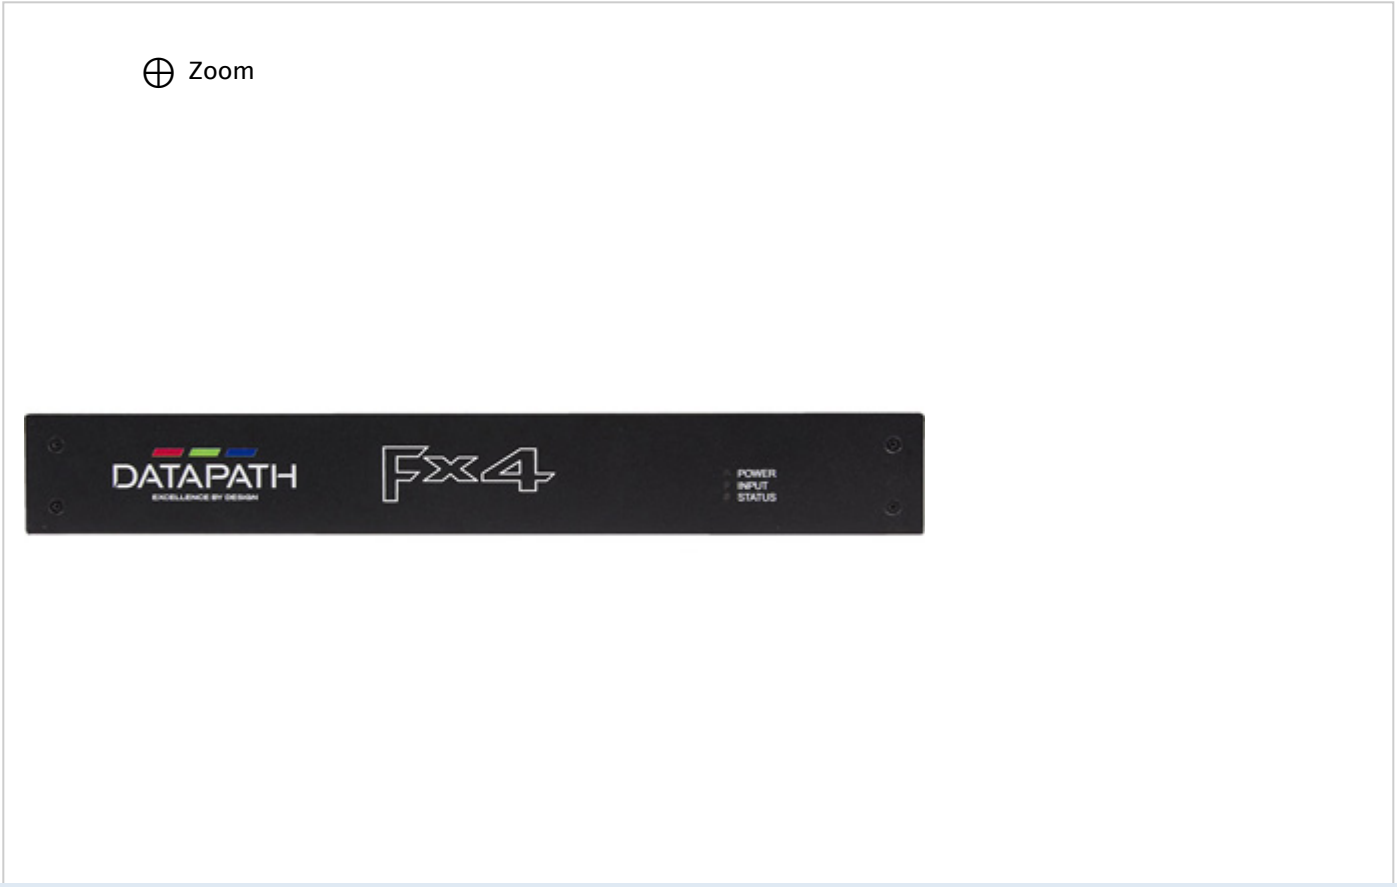 Zoom
DATAPATH
EXCELLENCE BY DESIGN
Fx4
POWER
INPUT
STATUS